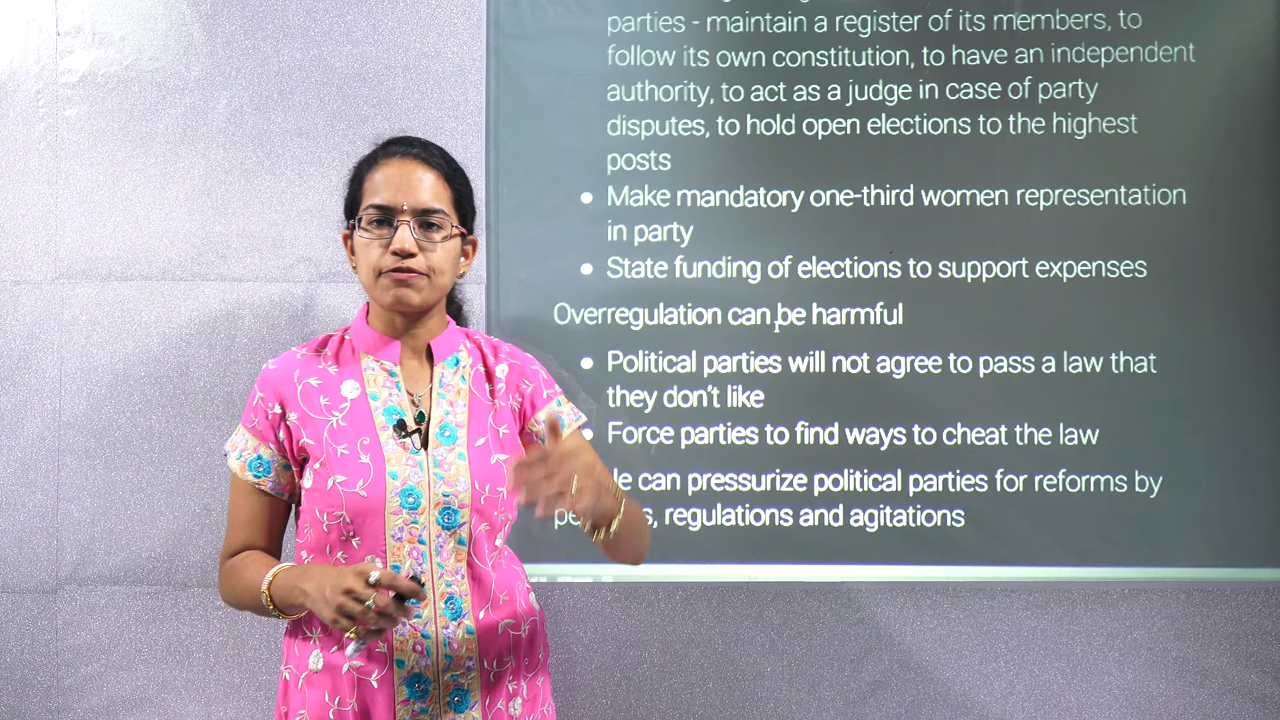 parties - maintain a register of its members, to
follow its own constitution, to have an independent
authority, to act as a judge in case of party
disputes, to hold open elections to the highest
posts
• Make mandatory one-third women representation
in party
• State funding of elections to support expenses
Overregulation can be harmful
• Political parties will not agree to pass a law that
they don't like
• Force parties to find ways to cheat the law
can pressurize political parties for reforms by
regulations and agitations